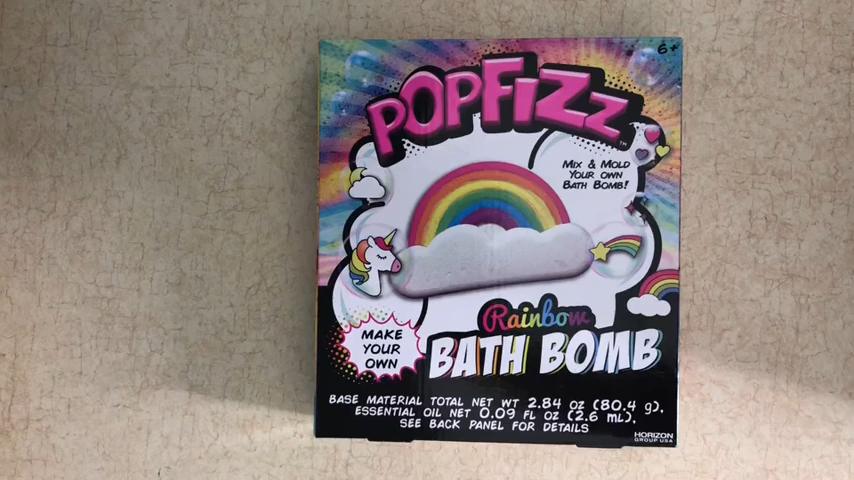 6+
POPFIZZ™
MIX & MOLD
YOUR OWN
BATH BOMB!
Rainbow
BATH BOMB
MAKE
YOUR
OWN
BASE MATERIAL TOTAL NET WT 2.84 OZ (80.4 g),
ESSENTIAL OIL NET 0.09 FL OZ (2.6 mL),
SEE BACK PANEL FOR DETAILS
HORIZON
GROUP USA